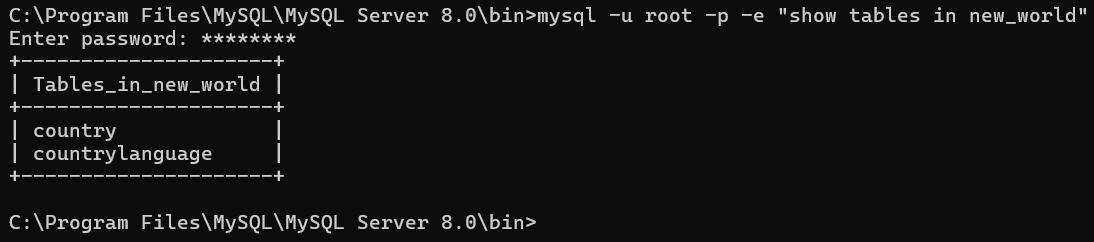 C:\Program Files\MySQL\MySQL Server 8.0\bin>mysql -u root -p -e "show tables in new_world"
Enter password: ********
+---------------------+
| Tables_in_new_world |
+---------------------+
| country             |
| countrylanguage     |
+---------------------+
C:\Program Files\MySQL\MySQL Server 8.0\bin>